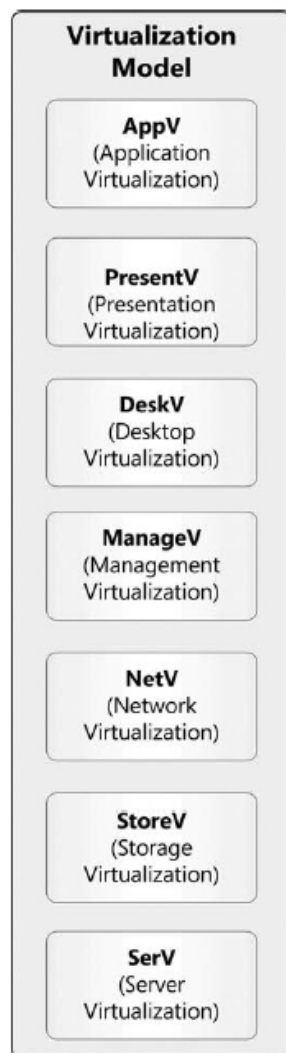 Virtualization
Model
AppV
(Application
Virtualization)
PresentV
(Presentation
Virtualization)
DeskV
(Desktop
Virtualization)
ManageV
(Management
Virtualization)
NetV
(Network
Virtualization)
StoreV
(Storage
Virtualization)
SerV
(Server
Virtualization)